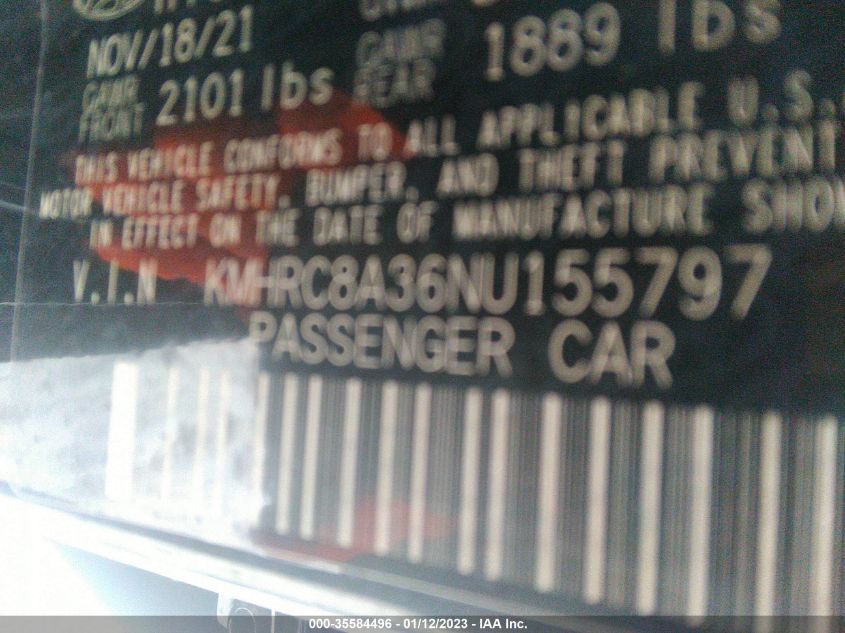 NOV/18/21
GAWR FRONT 2101 lbs GAWR REAR 1889 lbs
THIS VEHICLE CONFORMS TO ALL APPLICABLE U.S.
MOTOR VEHICLE SAFETY, BUMPER, AND THEFT PREVENT
IN EFFECT ON THE DATE OF MANUFACTURE SHOW
V.I.N KMHRC8A36NU155797
PASSENGER CAR
000-35584496 - 01/12/2023 - IAA Inc.